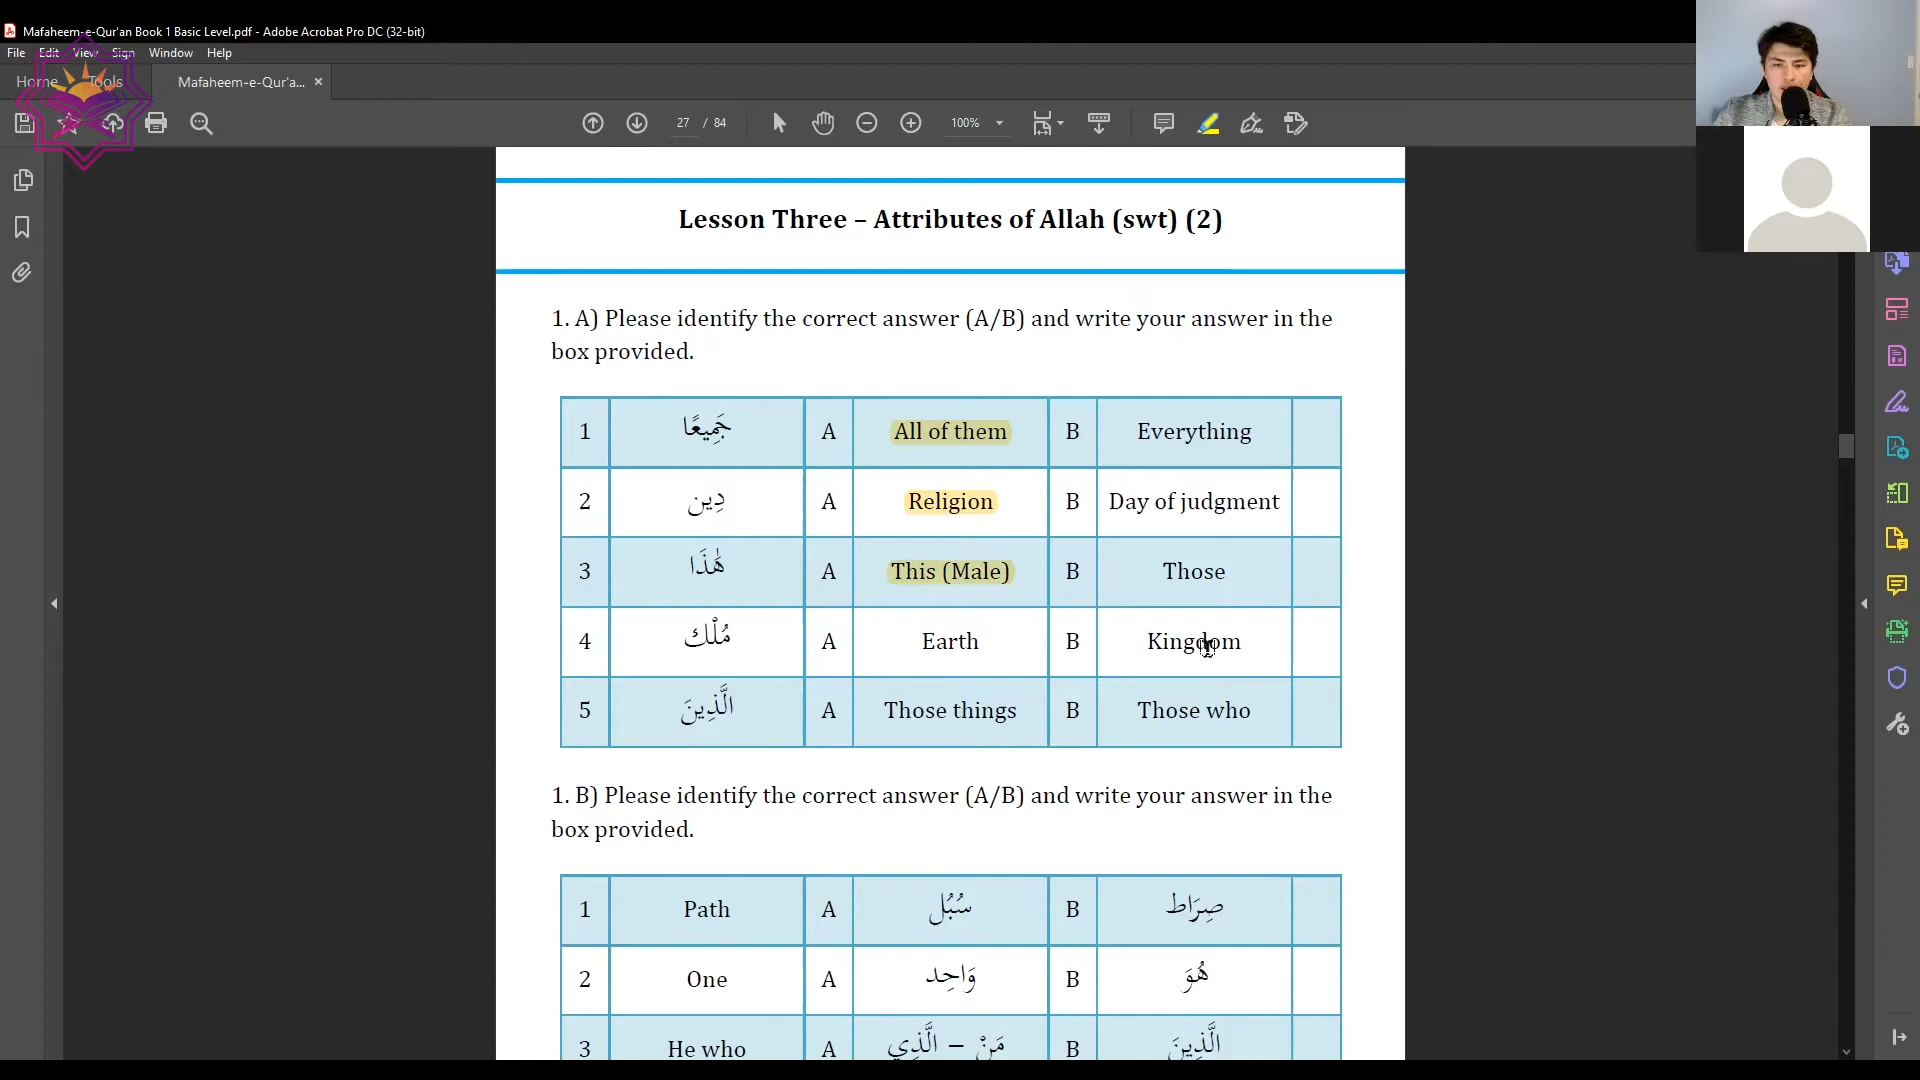 Mafaheem-e-Qur'an Book 1 Basic Level.pdf - Adobe Acrobat Pro DC (32-bit)
File Edit View Sign Window Help
Home Tools Mafaheem-e-Qur'a... ×
27 / 84 100%
Lesson Three – Attributes of Allah (swt) (2)
1. A) Please identify the correct answer (A/B) and write your answer in the
box provided.
1 جَمِيعًا A All of them B Everything
2 دِين A Religion B Day of judgment
3 هَٰذَا A This (Male) B Those
4 مُلْك A Earth B Kingdom
5 الَّذِينَ A Those things B Those who
1. B) Please identify the correct answer (A/B) and write your answer in the
box provided.
1 Path A سُبُل B صِرَاط
2 One A وَاحِد B هُوَ
3 He who A مَنْ – الَّذِي B الَّذِينَ